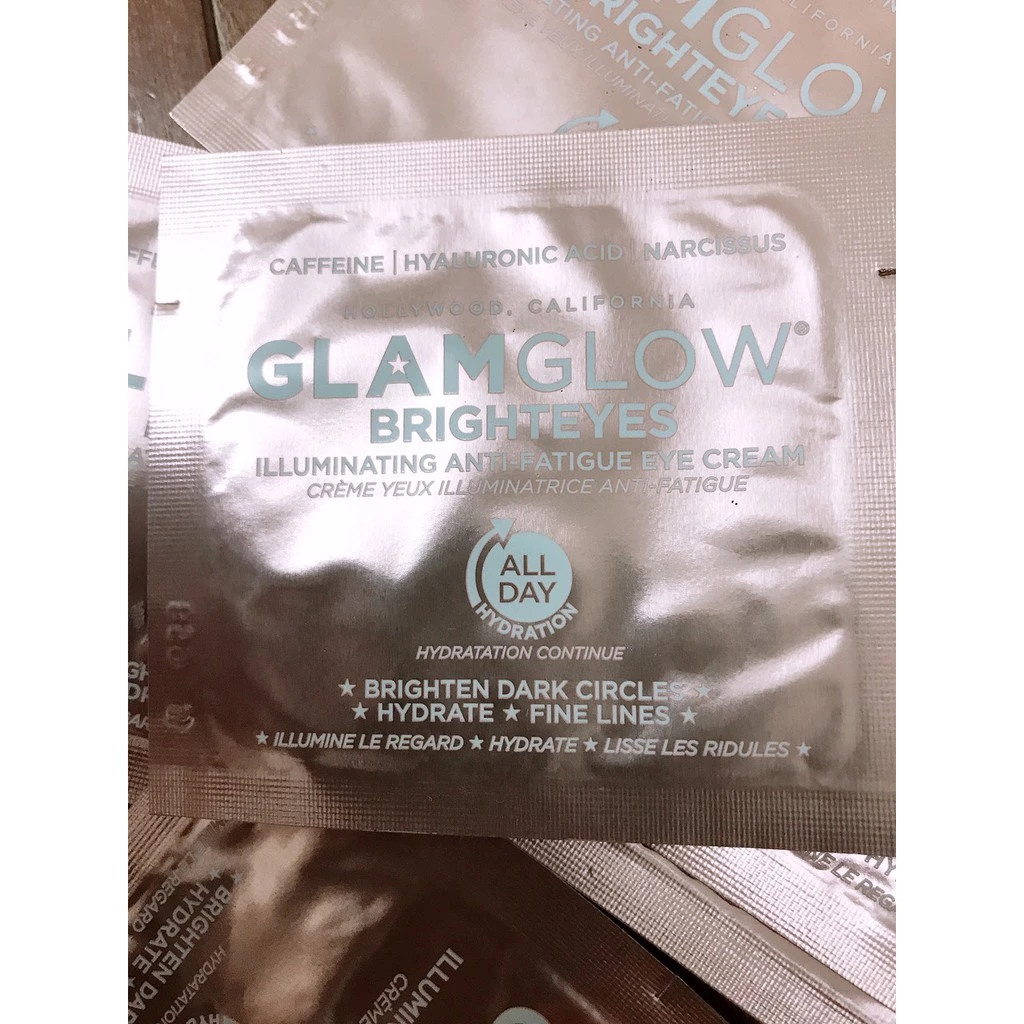 CAFFEINE | HYALURONIC ACID | NARCISSUS
HOLLYWOOD, CALIFORNIA
GLAMGLOW®
BRIGHTEYES
ILLUMINATING ANTI-FATIGUE EYE CREAM
CRÈME YEUX ILLUMINATRICE ANTI-FATIGUE
ALL
DAY
HYDRATION
HYDRATATION CONTINUE
★ BRIGHTEN DARK CIRCLES ★
★ HYDRATE ★ FINE LINES ★
★ ILLUMINE LE REGARD ★ HYDRATE ★ LISSE LES RIDULES ★